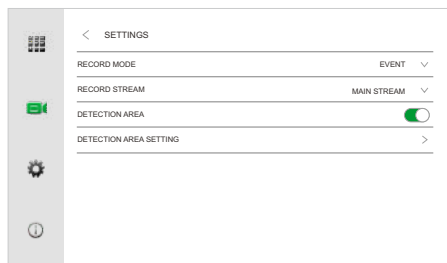 SETTINGS
RECORD MODE EVENT
RECORD STREAM MAIN STREAM
DETECTION AREA
DETECTION AREA SETTING